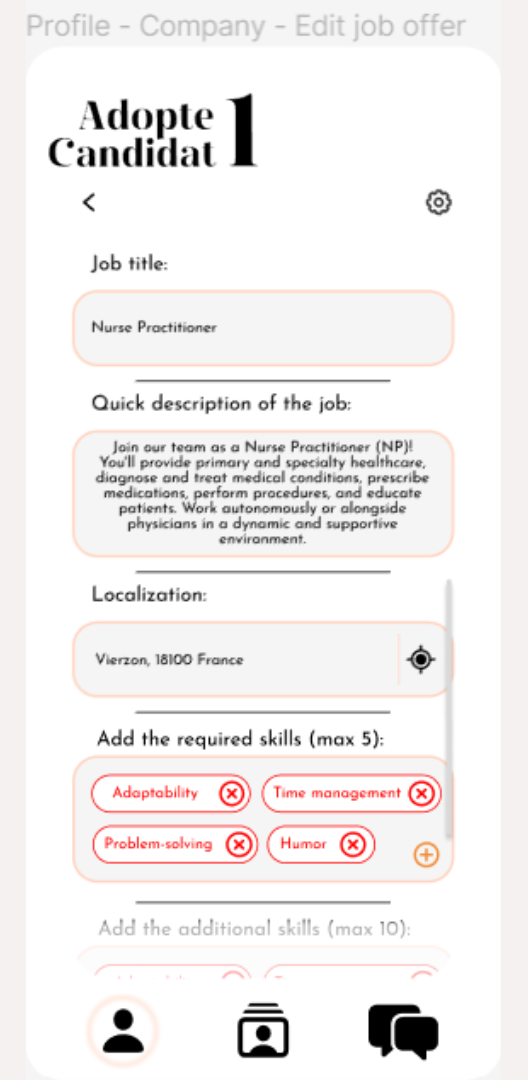 Profile - Company - Edit job offer
Adopte 1
Candidat
Job title:
Nurse Practitioner
Quick description of the job:
Join our team as a Nurse Practitioner (NP)!
You'll provide primary and specialty healthcare,
diagnose and treat medical conditions, prescribe
medications, perform procedures, and educate
patients. Work autonomously or alongside
physicians in a dynamic and supportive
environment.
Localization:
Vierzon, 18100 France
Add the required skills (max 5):
Adaptability Time management
Problem-solving Humor
Add the additional skills (max 10):